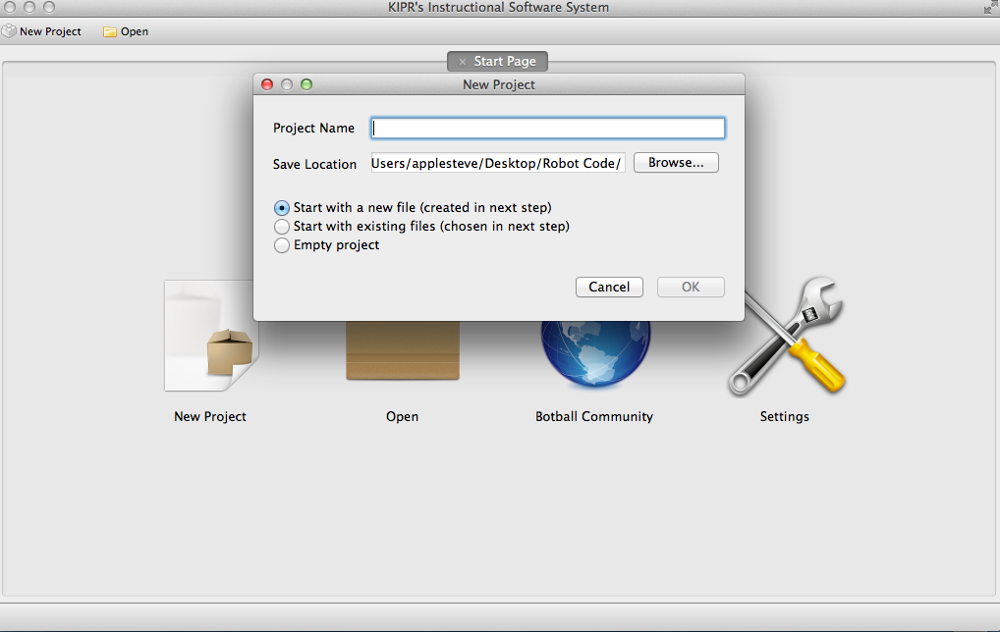 KIPR's Instructional Software System
New Project Open
Start Page
New Project
Project Name
Save Location Users/applesteve/Desktop/Robot Code/ Browse...
Start with a new file (created in next step)
Start with existing files (chosen in next step)
Empty project
Cancel OK
New Project Open Botball Community Settings